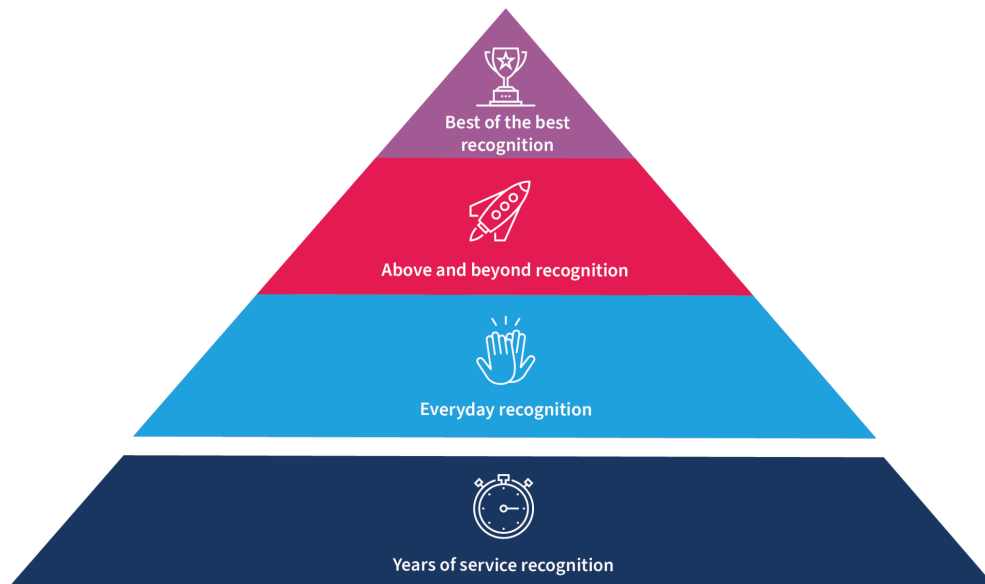 Best of the best
recognition
Above and beyond recognition
Everyday recognition
Years of service recognition